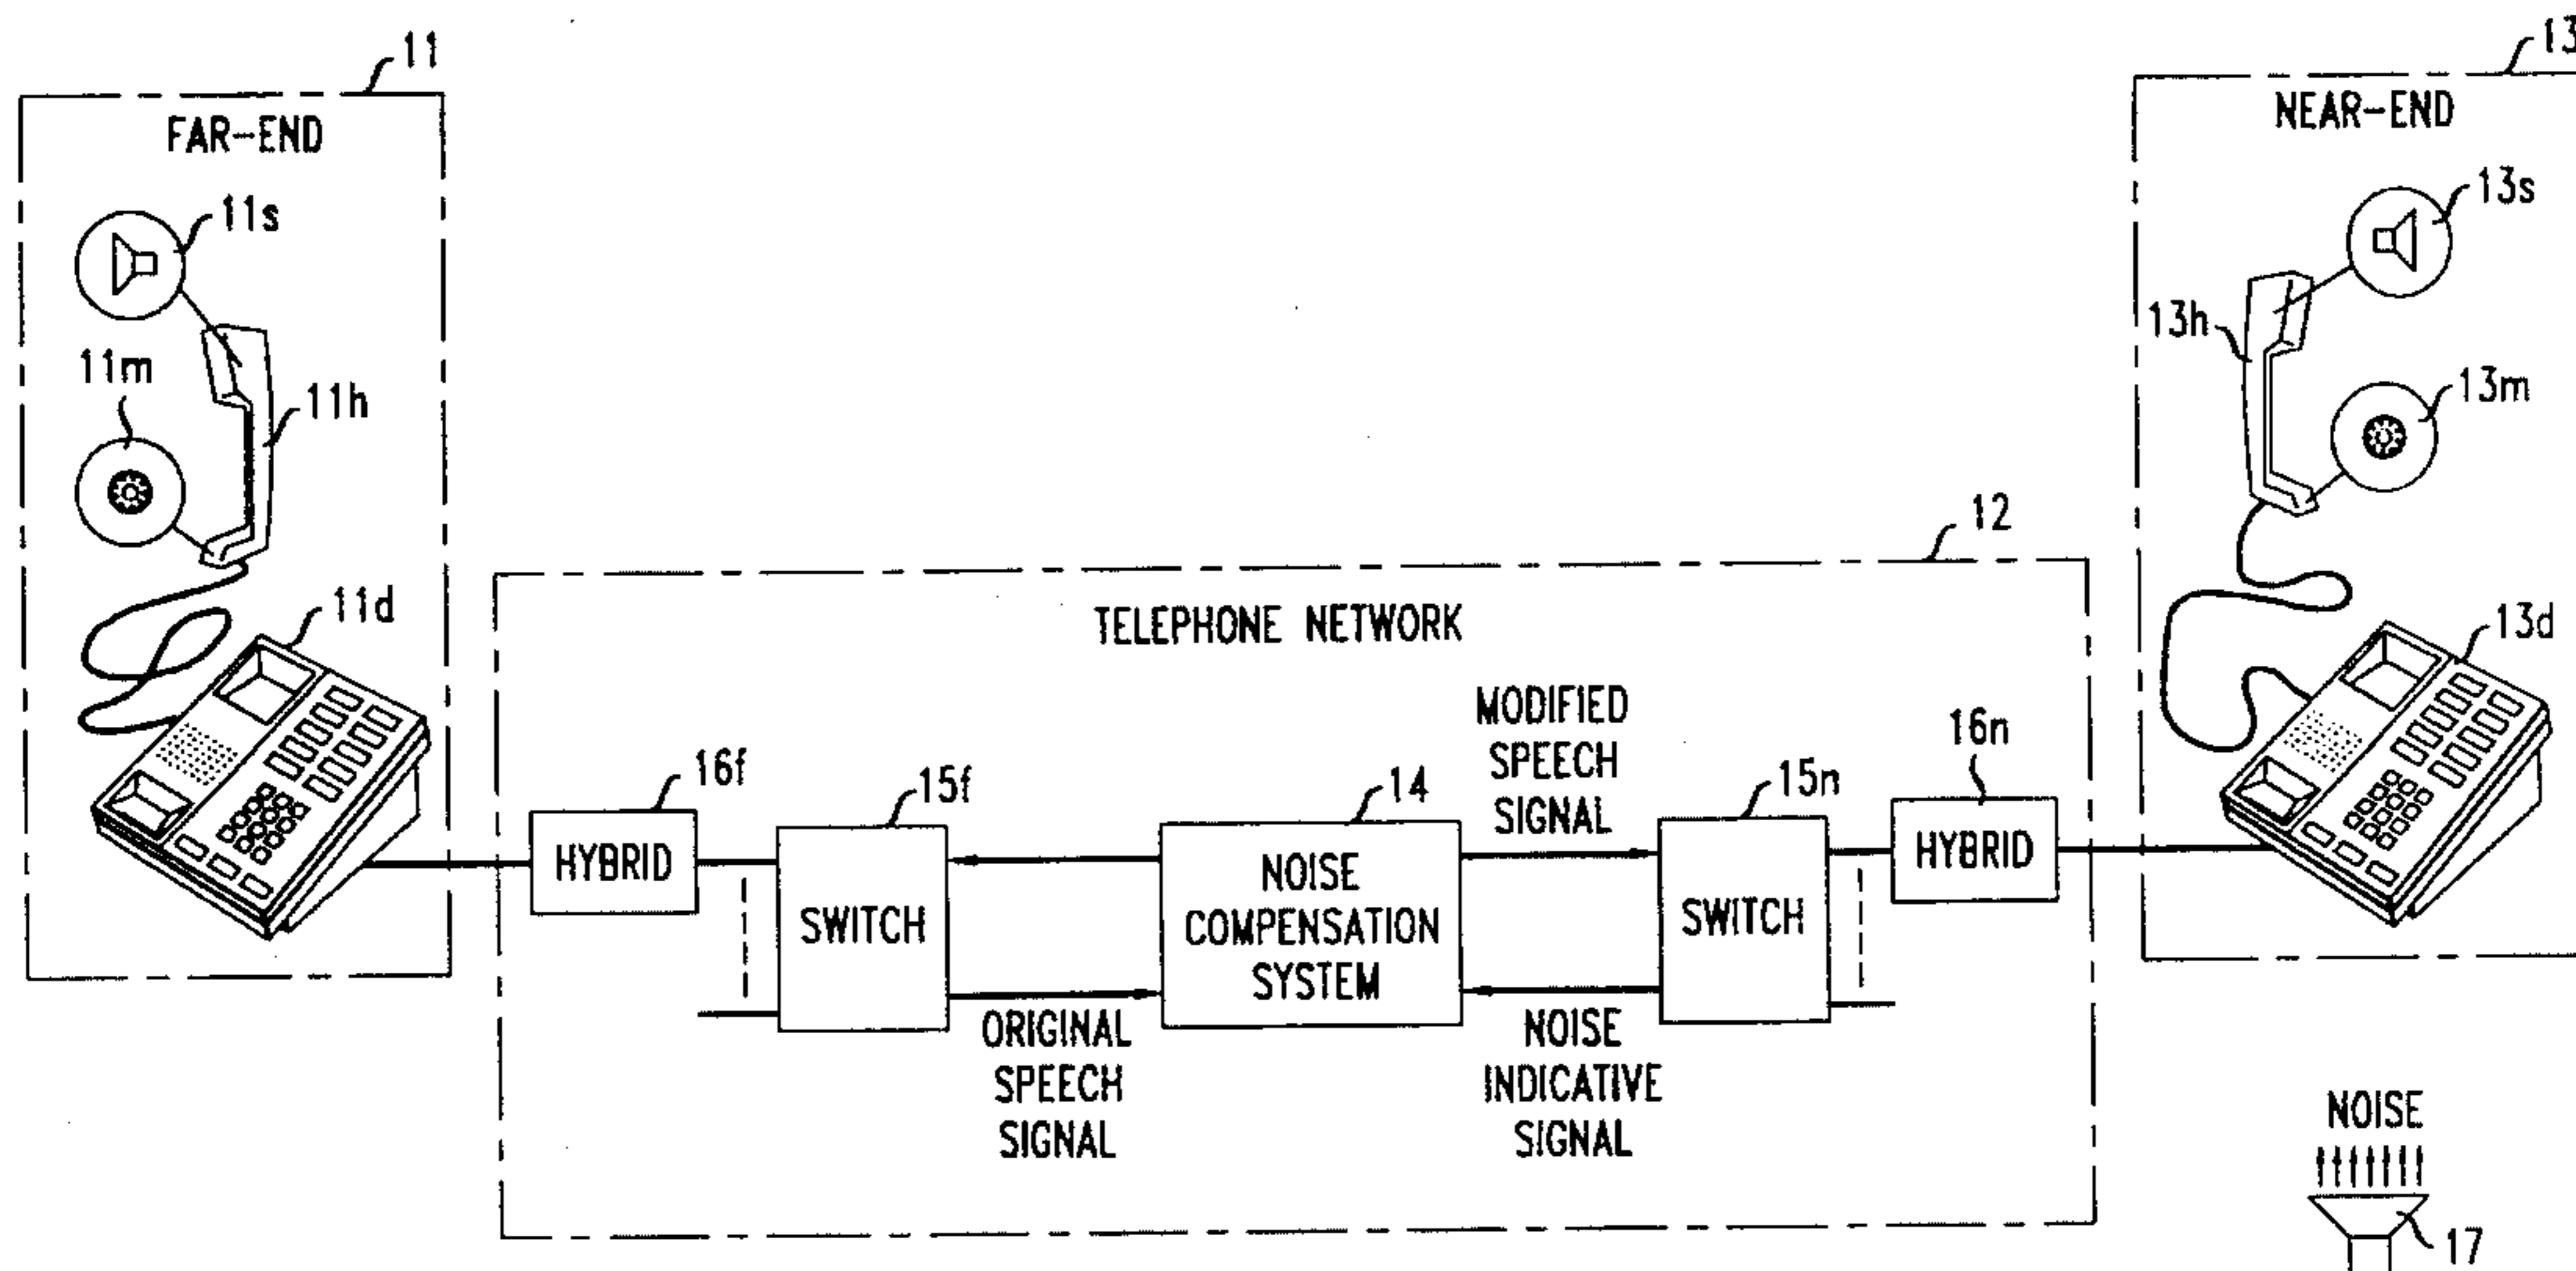 11
FAR-END
11s
11m
11h
11d
13
NEAR-END
13s
13h
13m
13d
12
TELEPHONE NETWORK
16f
HYBRID
15f
SWITCH
14
NOISE
COMPENSATION
SYSTEM
MODIFIED
SPEECH
SIGNAL
15n
SWITCH
16n
HYBRID
ORIGINAL
SPEECH
SIGNAL
NOISE
INDICATIVE
SIGNAL
NOISE
17